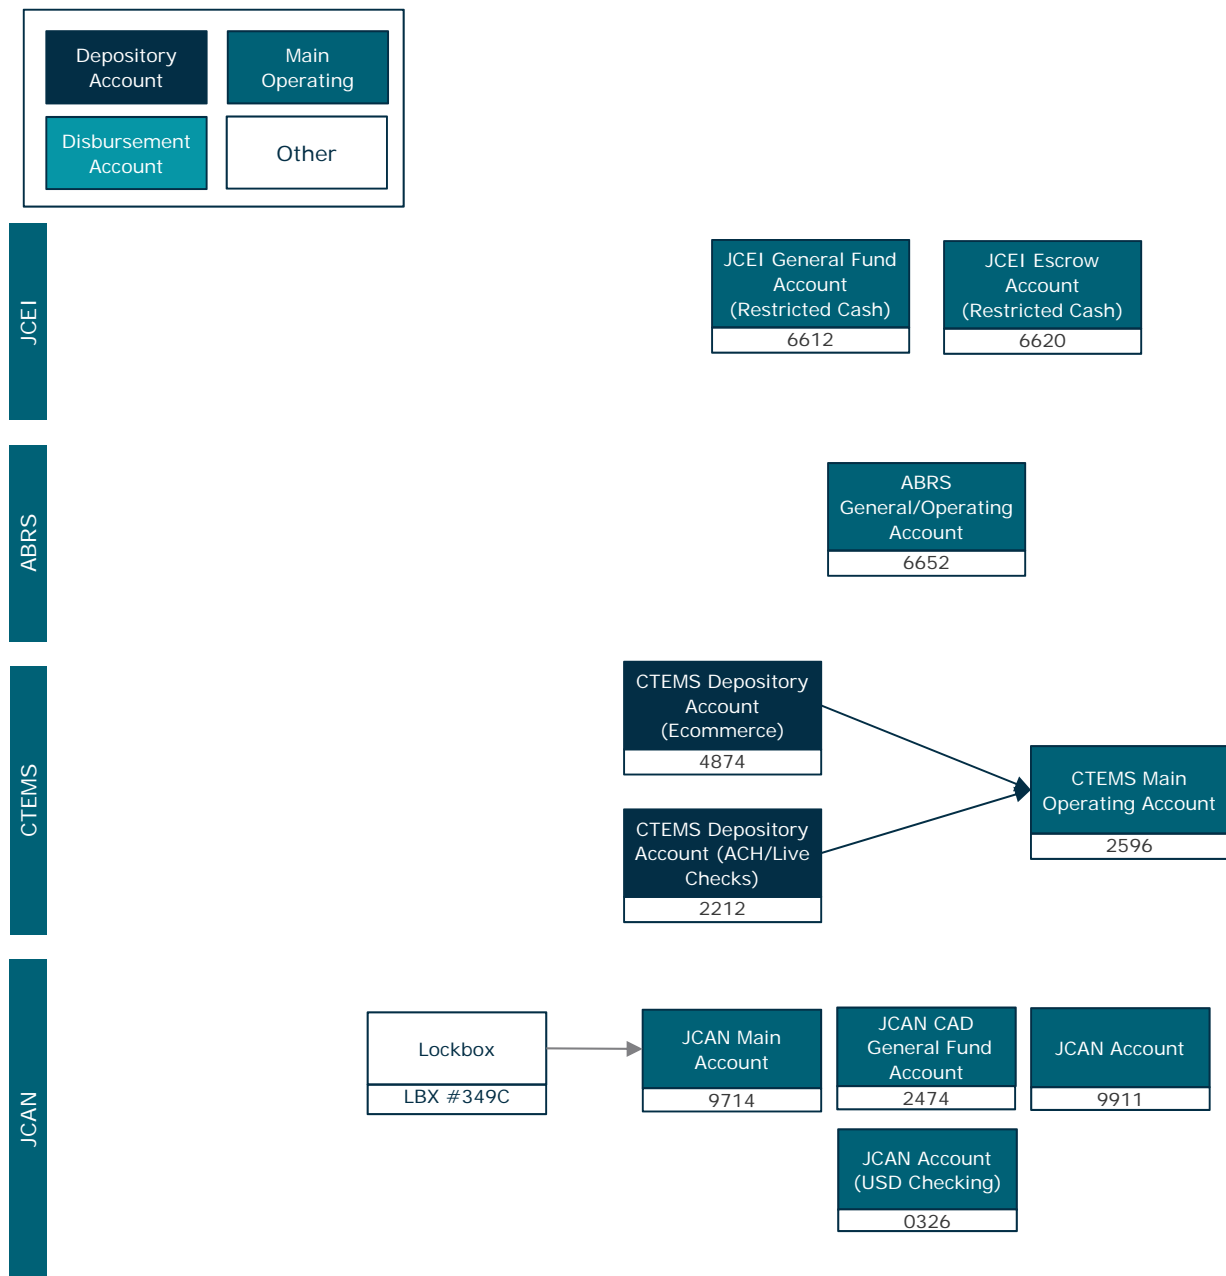 Depository
Account
Main
Operating
Disbursement
Account
Other
JCEI
JCEI General Fund
Account
(Restricted Cash)
6612
JCEI Escrow
Account
(Restricted Cash)
6620
ABRS
ABRS
General/Operating
Account
6652
CTEMS
CTEMS Depository
Account
(Ecommerce)
4874
CTEMS Depository
Account (ACH/Live
Checks)
2212
CTEMS Main
Operating Account
2596
JCAN
Lockbox
LBX #349C
JCAN Main
Account
9714
JCAN CAD
General Fund
Account
2474
JCAN Account
9911
JCAN Account
(USD Checking)
0326